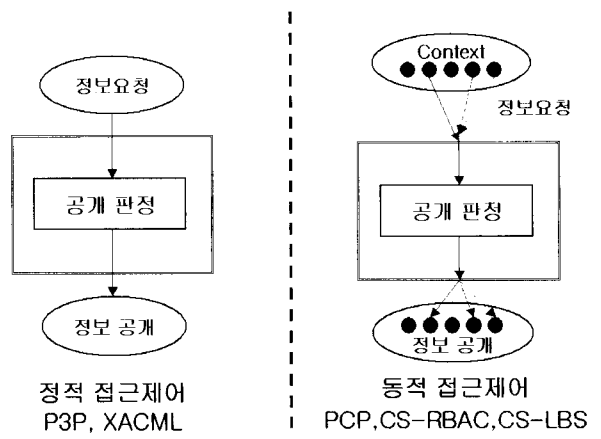 정보요청
공개 판정
정보 공개
정적 접근제어
P3P, XACML
Context
정보요청
공개 판정
정보 공개
동적 접근제어
PCP,CS-RBAC,CS-LBS